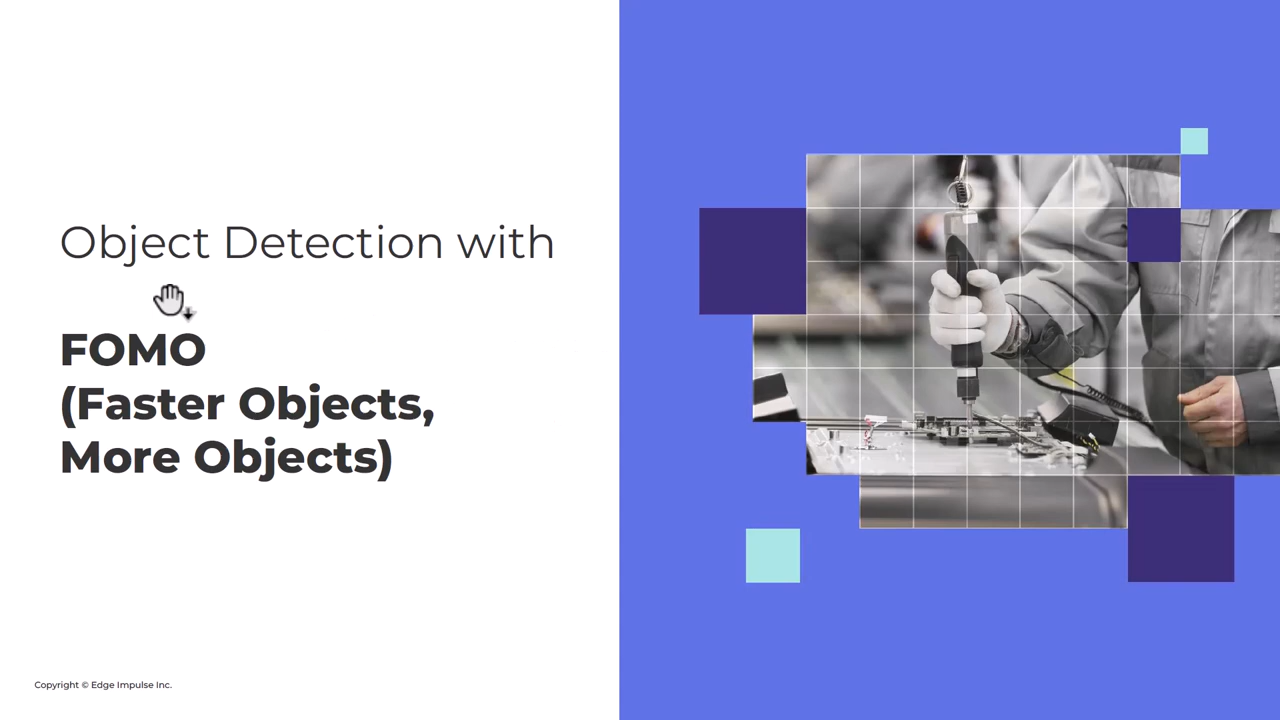 Object Detection with
FOMO
(Faster Objects,
More Objects)
Copyright © Edge Impulse Inc.